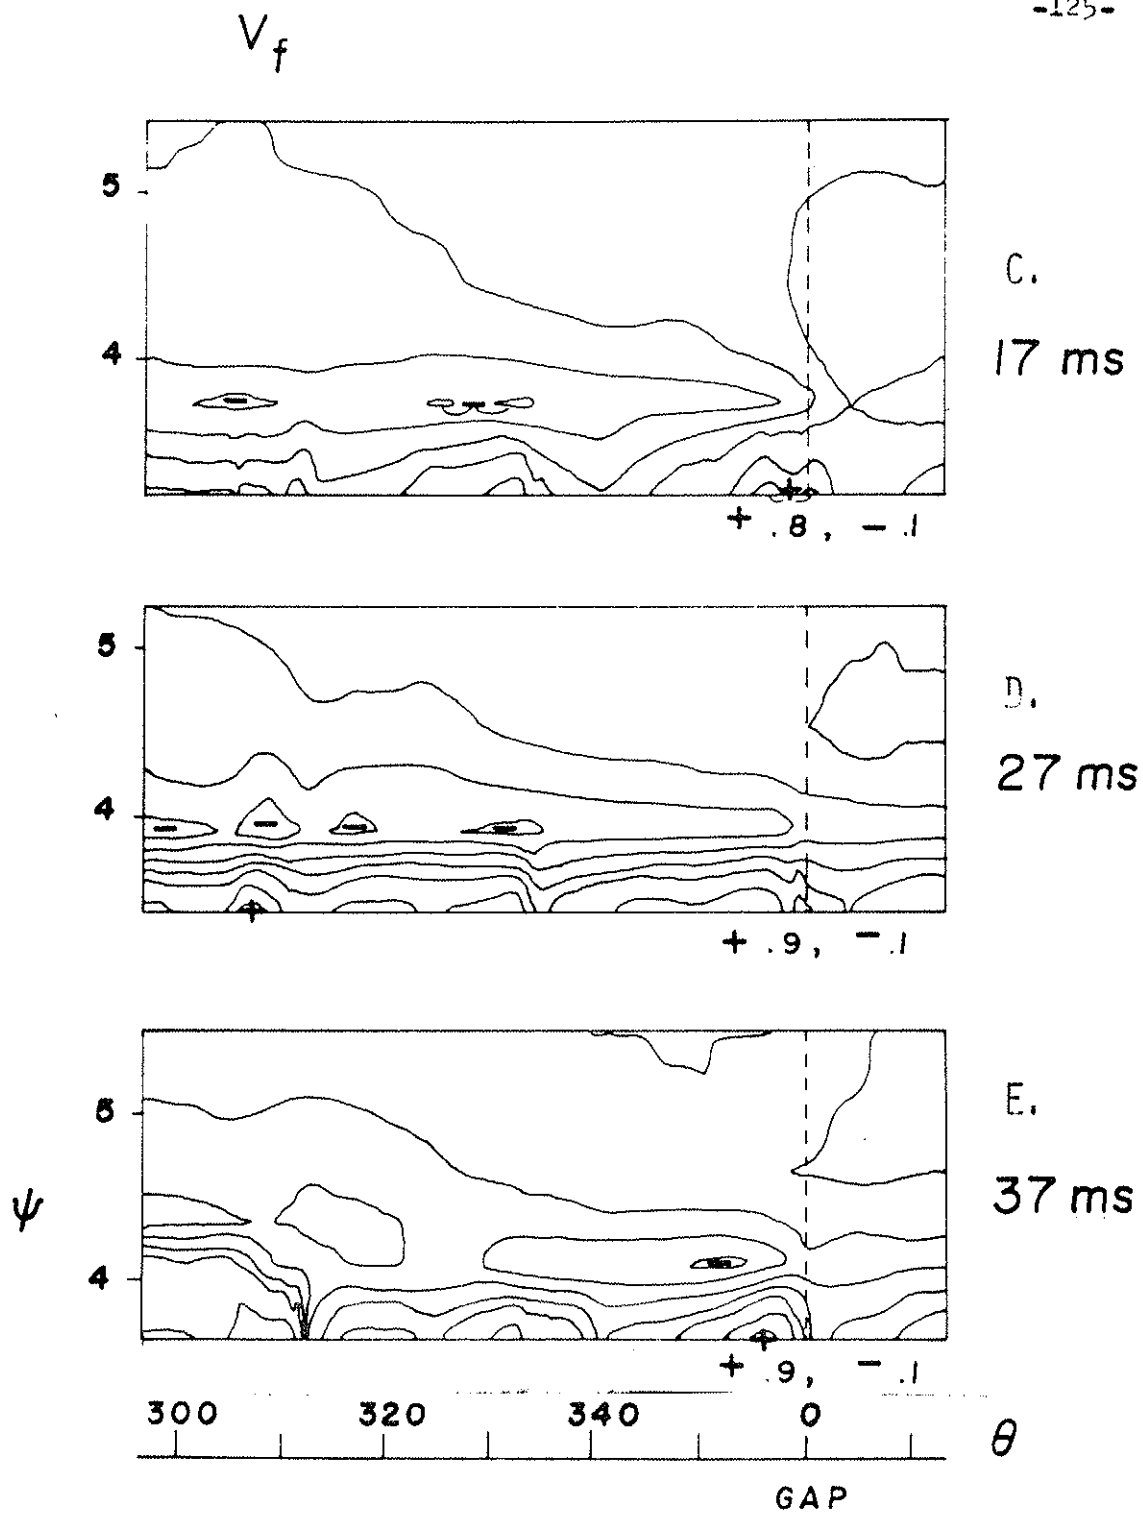 -125-
Vf
5
4
C.
17 ms
+ .8, - .1
5
4
D.
27 ms
+ .9, - .1
5
4
E.
37 ms
ψ
+ .9, - .1
300 320 340 0 θ
GAP